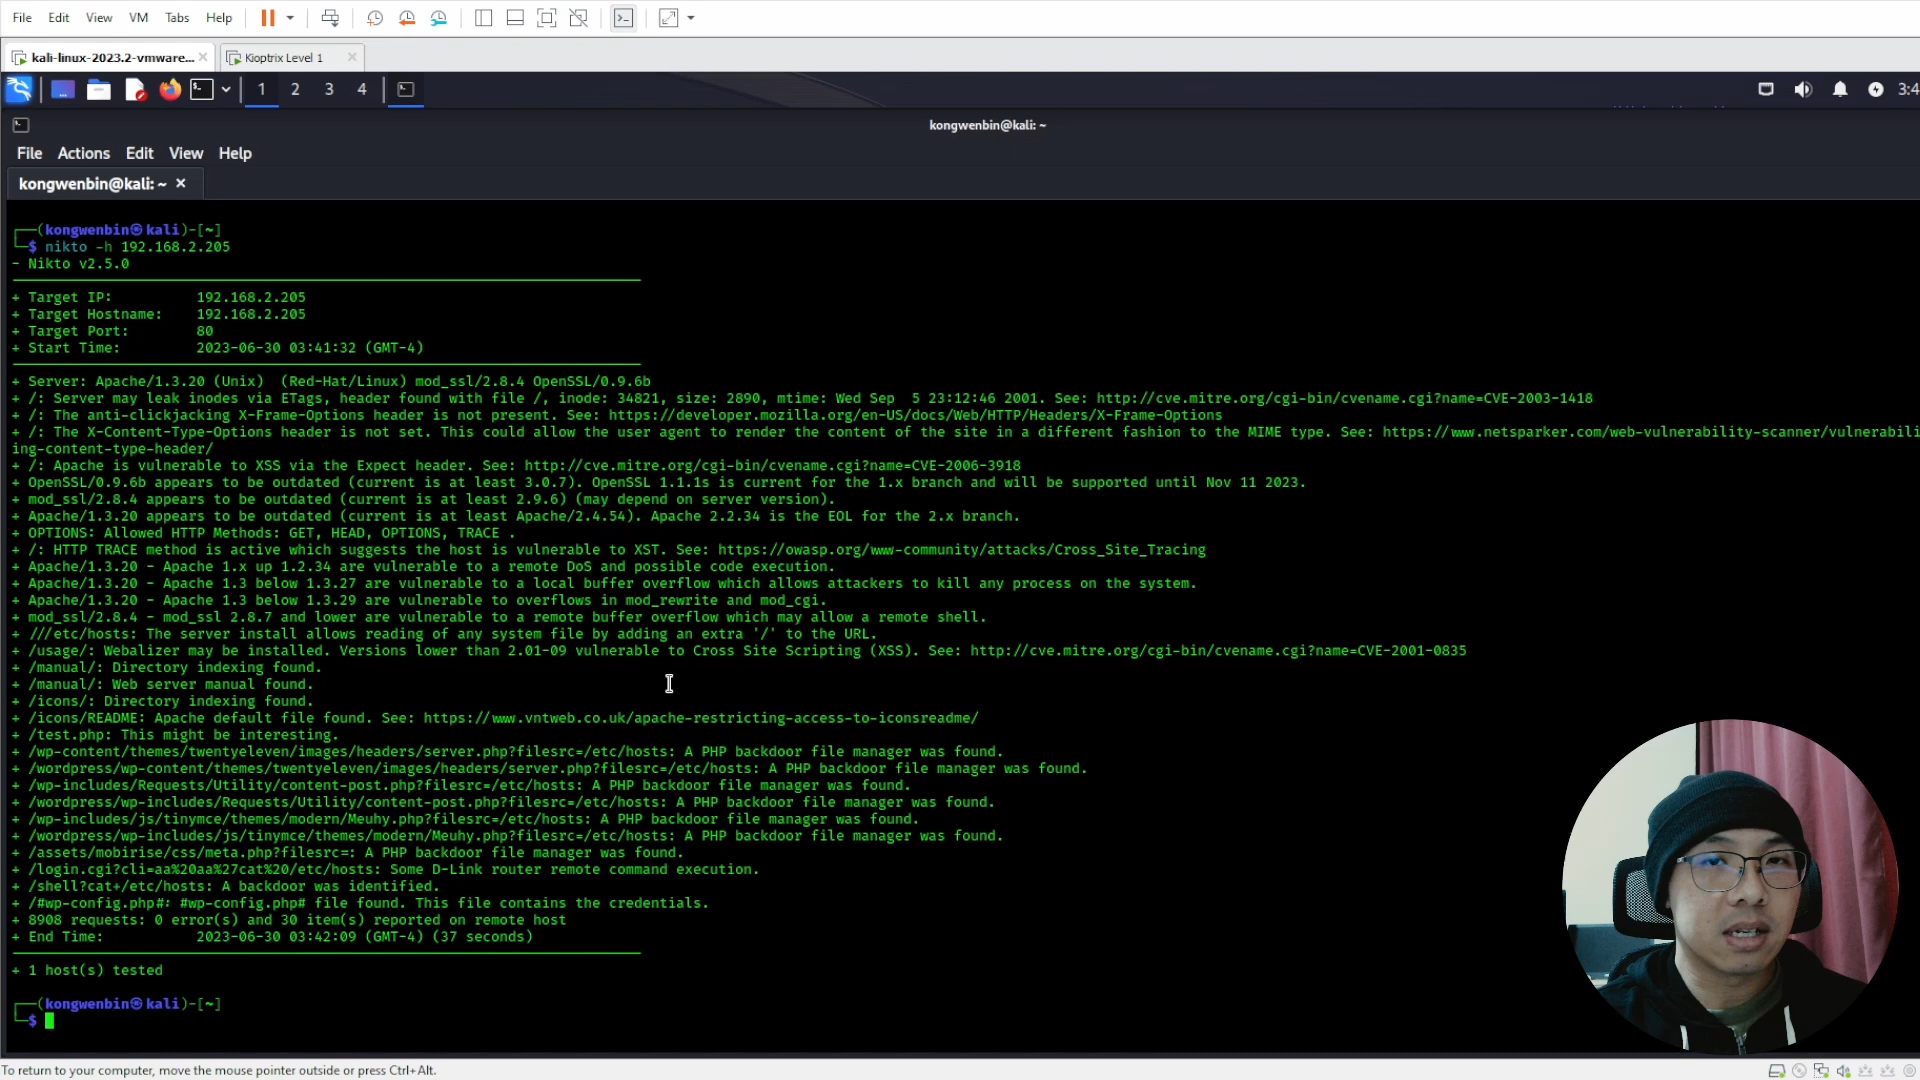 File Edit View VM Tabs Help
kali-linux-2023.2-vmware... Kioptrix Level 1
1 2 3 4 3:4
kongwenbin@kali: ~
File Actions Edit View Help
kongwenbin@kali: ~
┌──(kongwenbin㉿kali)-[~]
└─$ nikto -h 192.168.2.205
- Nikto v2.5.0
+ Target IP: 192.168.2.205
+ Target Hostname: 192.168.2.205
+ Target Port: 80
+ Start Time: 2023-06-30 03:41:32 (GMT-4)
+ Server: Apache/1.3.20 (Unix) (Red-Hat/Linux) mod_ssl/2.8.4 OpenSSL/0.9.6b
+ /: Server may leak inodes via ETags, header found with file /, inode: 34821, size: 2890, mtime: Wed Sep 5 23:12:46 2001. See: http://cve.mitre.org/cgi-bin/cvename.cgi?name=CVE-2003-1418
+ /: The anti-clickjacking X-Frame-Options header is not present. See: https://developer.mozilla.org/en-US/docs/Web/HTTP/Headers/X-Frame-Options
+ /: The X-Content-Type-Options header is not set. This could allow the user agent to render the content of the site in a different fashion to the MIME type. See: https://www.netsparker.com/web-vulnerability-scanner/vulnerabili
ing-content-type-header/
+ /: Apache is vulnerable to XSS via the Expect header. See: http://cve.mitre.org/cgi-bin/cvename.cgi?name=CVE-2006-3918
+ OpenSSL/0.9.6b appears to be outdated (current is at least 3.0.7). OpenSSL 1.1.1s is current for the 1.x branch and will be supported until Nov 11 2023.
+ mod_ssl/2.8.4 appears to be outdated (current is at least 2.9.6) (may depend on server version).
+ Apache/1.3.20 appears to be outdated (current is at least Apache/2.4.54). Apache 2.2.34 is the EOL for the 2.x branch.
+ OPTIONS: Allowed HTTP Methods: GET, HEAD, OPTIONS, TRACE .
+ /: HTTP TRACE method is active which suggests the host is vulnerable to XST. See: https://owasp.org/www-community/attacks/Cross_Site_Tracing
+ Apache/1.3.20 - Apache 1.x up 1.2.34 are vulnerable to a remote DoS and possible code execution.
+ Apache/1.3.20 - Apache 1.3 below 1.3.27 are vulnerable to a local buffer overflow which allows attackers to kill any process on the system.
+ Apache/1.3.20 - Apache 1.3 below 1.3.29 are vulnerable to overflows in mod_rewrite and mod_cgi.
+ mod_ssl/2.8.4 - mod_ssl 2.8.7 and lower are vulnerable to a remote buffer overflow which may allow a remote shell.
+ ///etc/hosts: The server install allows reading of any system file by adding an extra '/' to the URL.
+ /usage/: Webalizer may be installed. Versions lower than 2.01-09 vulnerable to Cross Site Scripting (XSS). See: http://cve.mitre.org/cgi-bin/cvename.cgi?name=CVE-2001-0835
+ /manual/: Directory indexing found.
+ /manual/: Web server manual found.
+ /icons/: Directory indexing found.
+ /icons/README: Apache default file found. See: https://www.vntweb.co.uk/apache-restricting-access-to-iconsreadme/
+ /test.php: This might be interesting.
+ /wp-content/themes/twentyeleven/images/headers/server.php?filesrc=/etc/hosts: A PHP backdoor file manager was found.
+ /wordpress/wp-content/themes/twentyeleven/images/headers/server.php?filesrc=/etc/hosts: A PHP backdoor file manager was found.
+ /wp-includes/Requests/Utility/content-post.php?filesrc=/etc/hosts: A PHP backdoor file manager was found.
+ /wordpress/wp-includes/Requests/Utility/content-post.php?filesrc=/etc/hosts: A PHP backdoor file manager was found.
+ /wp-includes/js/tinymce/themes/modern/Meuhy.php?filesrc=/etc/hosts: A PHP backdoor file manager was found.
+ /wordpress/wp-includes/js/tinymce/themes/modern/Meuhy.php?filesrc=/etc/hosts: A PHP backdoor file manager was found.
+ /assets/mobirise/css/meta.php?filesrc=: A PHP backdoor file manager was found.
+ /login.cgi?cli=aa%20aa%27cat%20/etc/hosts: Some D-Link router remote command execution.
+ /shell?cat+/etc/hosts: A backdoor was identified.
+ /#wp-config.php#: #wp-config.php# file found. This file contains the credentials.
+ 8908 requests: 0 error(s) and 30 item(s) reported on remote host
+ End Time: 2023-06-30 03:42:09 (GMT-4) (37 seconds)
+ 1 host(s) tested
┌──(kongwenbin㉿kali)-[~]
└─$
To return to your computer, move the mouse pointer outside or press Ctrl+Alt.